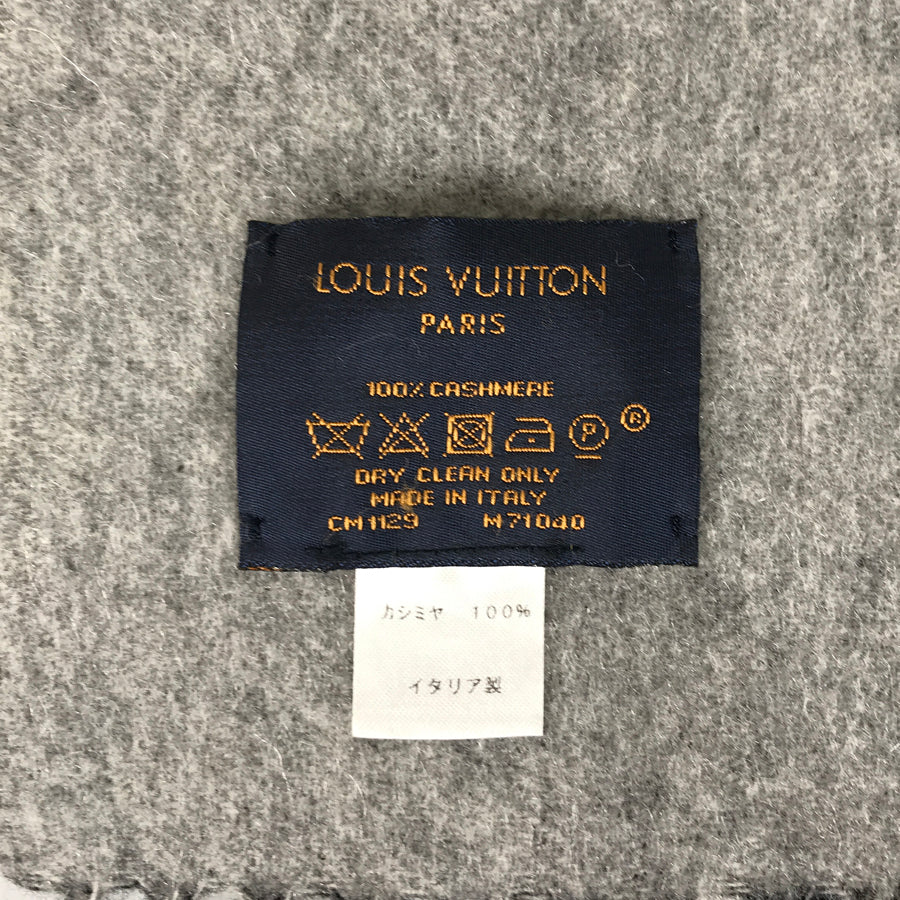 LOUIS VUITTON
PARIS
100% CASHMERE
P ®
DRY CLEAN ONLY
MADE IN ITALY
CM1129 M71040
カシミヤ 100%
イタリア製